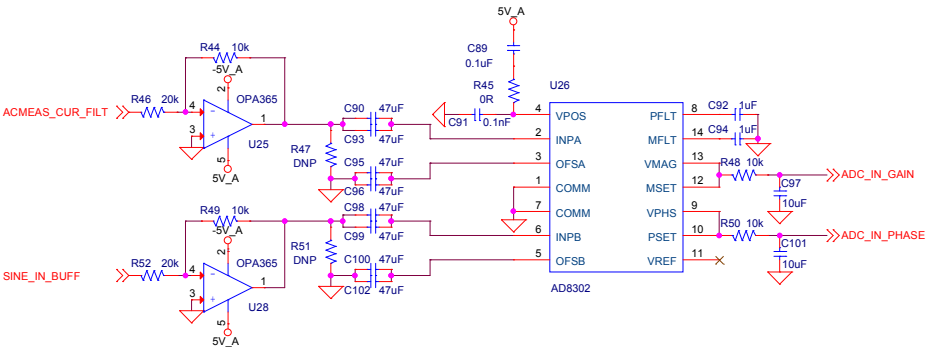 5V_A
C89
0.1uF
R45
0R
C91
0.1nF
R44 10k
-5V_A
2
OPA365
ACMEAS_CUR_FILT
R46 20k
4
3
1
U25
5
5V_A
C90 47uF
C93 47uF
R47
DNP
C95 47uF
C96 47uF
R49 10k
-5V_A
2
OPA365
SINE_IN_BUFF
R52 20k
4
3
1
U28
5
5V_A
C98 47uF
C99 47uF
R51
DNP
C100 47uF
C102 47uF
U26
4 VPOS
2 INPA
3 OFSA
1 COMM
7 COMM
6 INPB
5 OFSB
PFLT 8
MFLT 14
VMAG 13
MSET 12
VPHS 9
PSET 10
VREF 11
AD8302
C92 1uF
C94 1uF
R48 10k
ADC_IN_GAIN
C97
10uF
R50 10k
ADC_IN_PHASE
C101
10uF